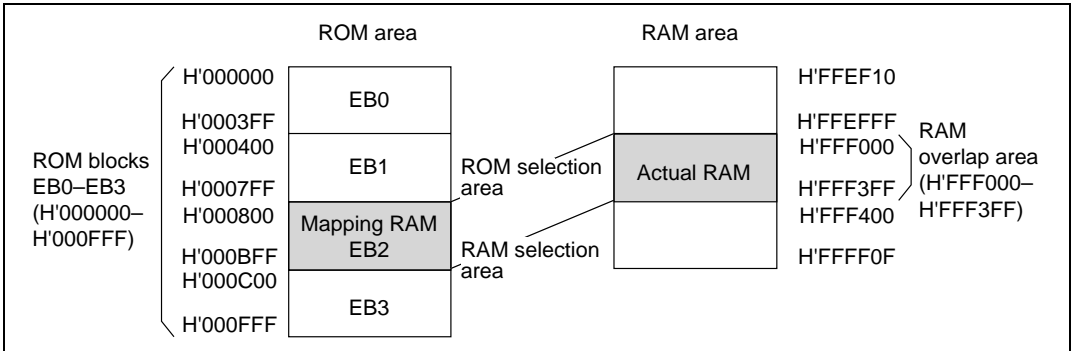 ROM area
RAM area
ROM blocks
EB0–EB3
(H'000000–
H'000FFF)
H'000000
H'0003FF
H'000400
H'0007FF
H'000800
H'000BFF
H'000C00
H'000FFF
EB0
EB1
Mapping RAM
EB2
EB3
ROM selection
area
RAM selection
area
Actual RAM
H'FFEF10
H'FFEFFF
H'FFF000
H'FFF3FF
H'FFF400
H'FFFF0F
RAM
overlap area
(H'FFF000–
H'FFF3FF)